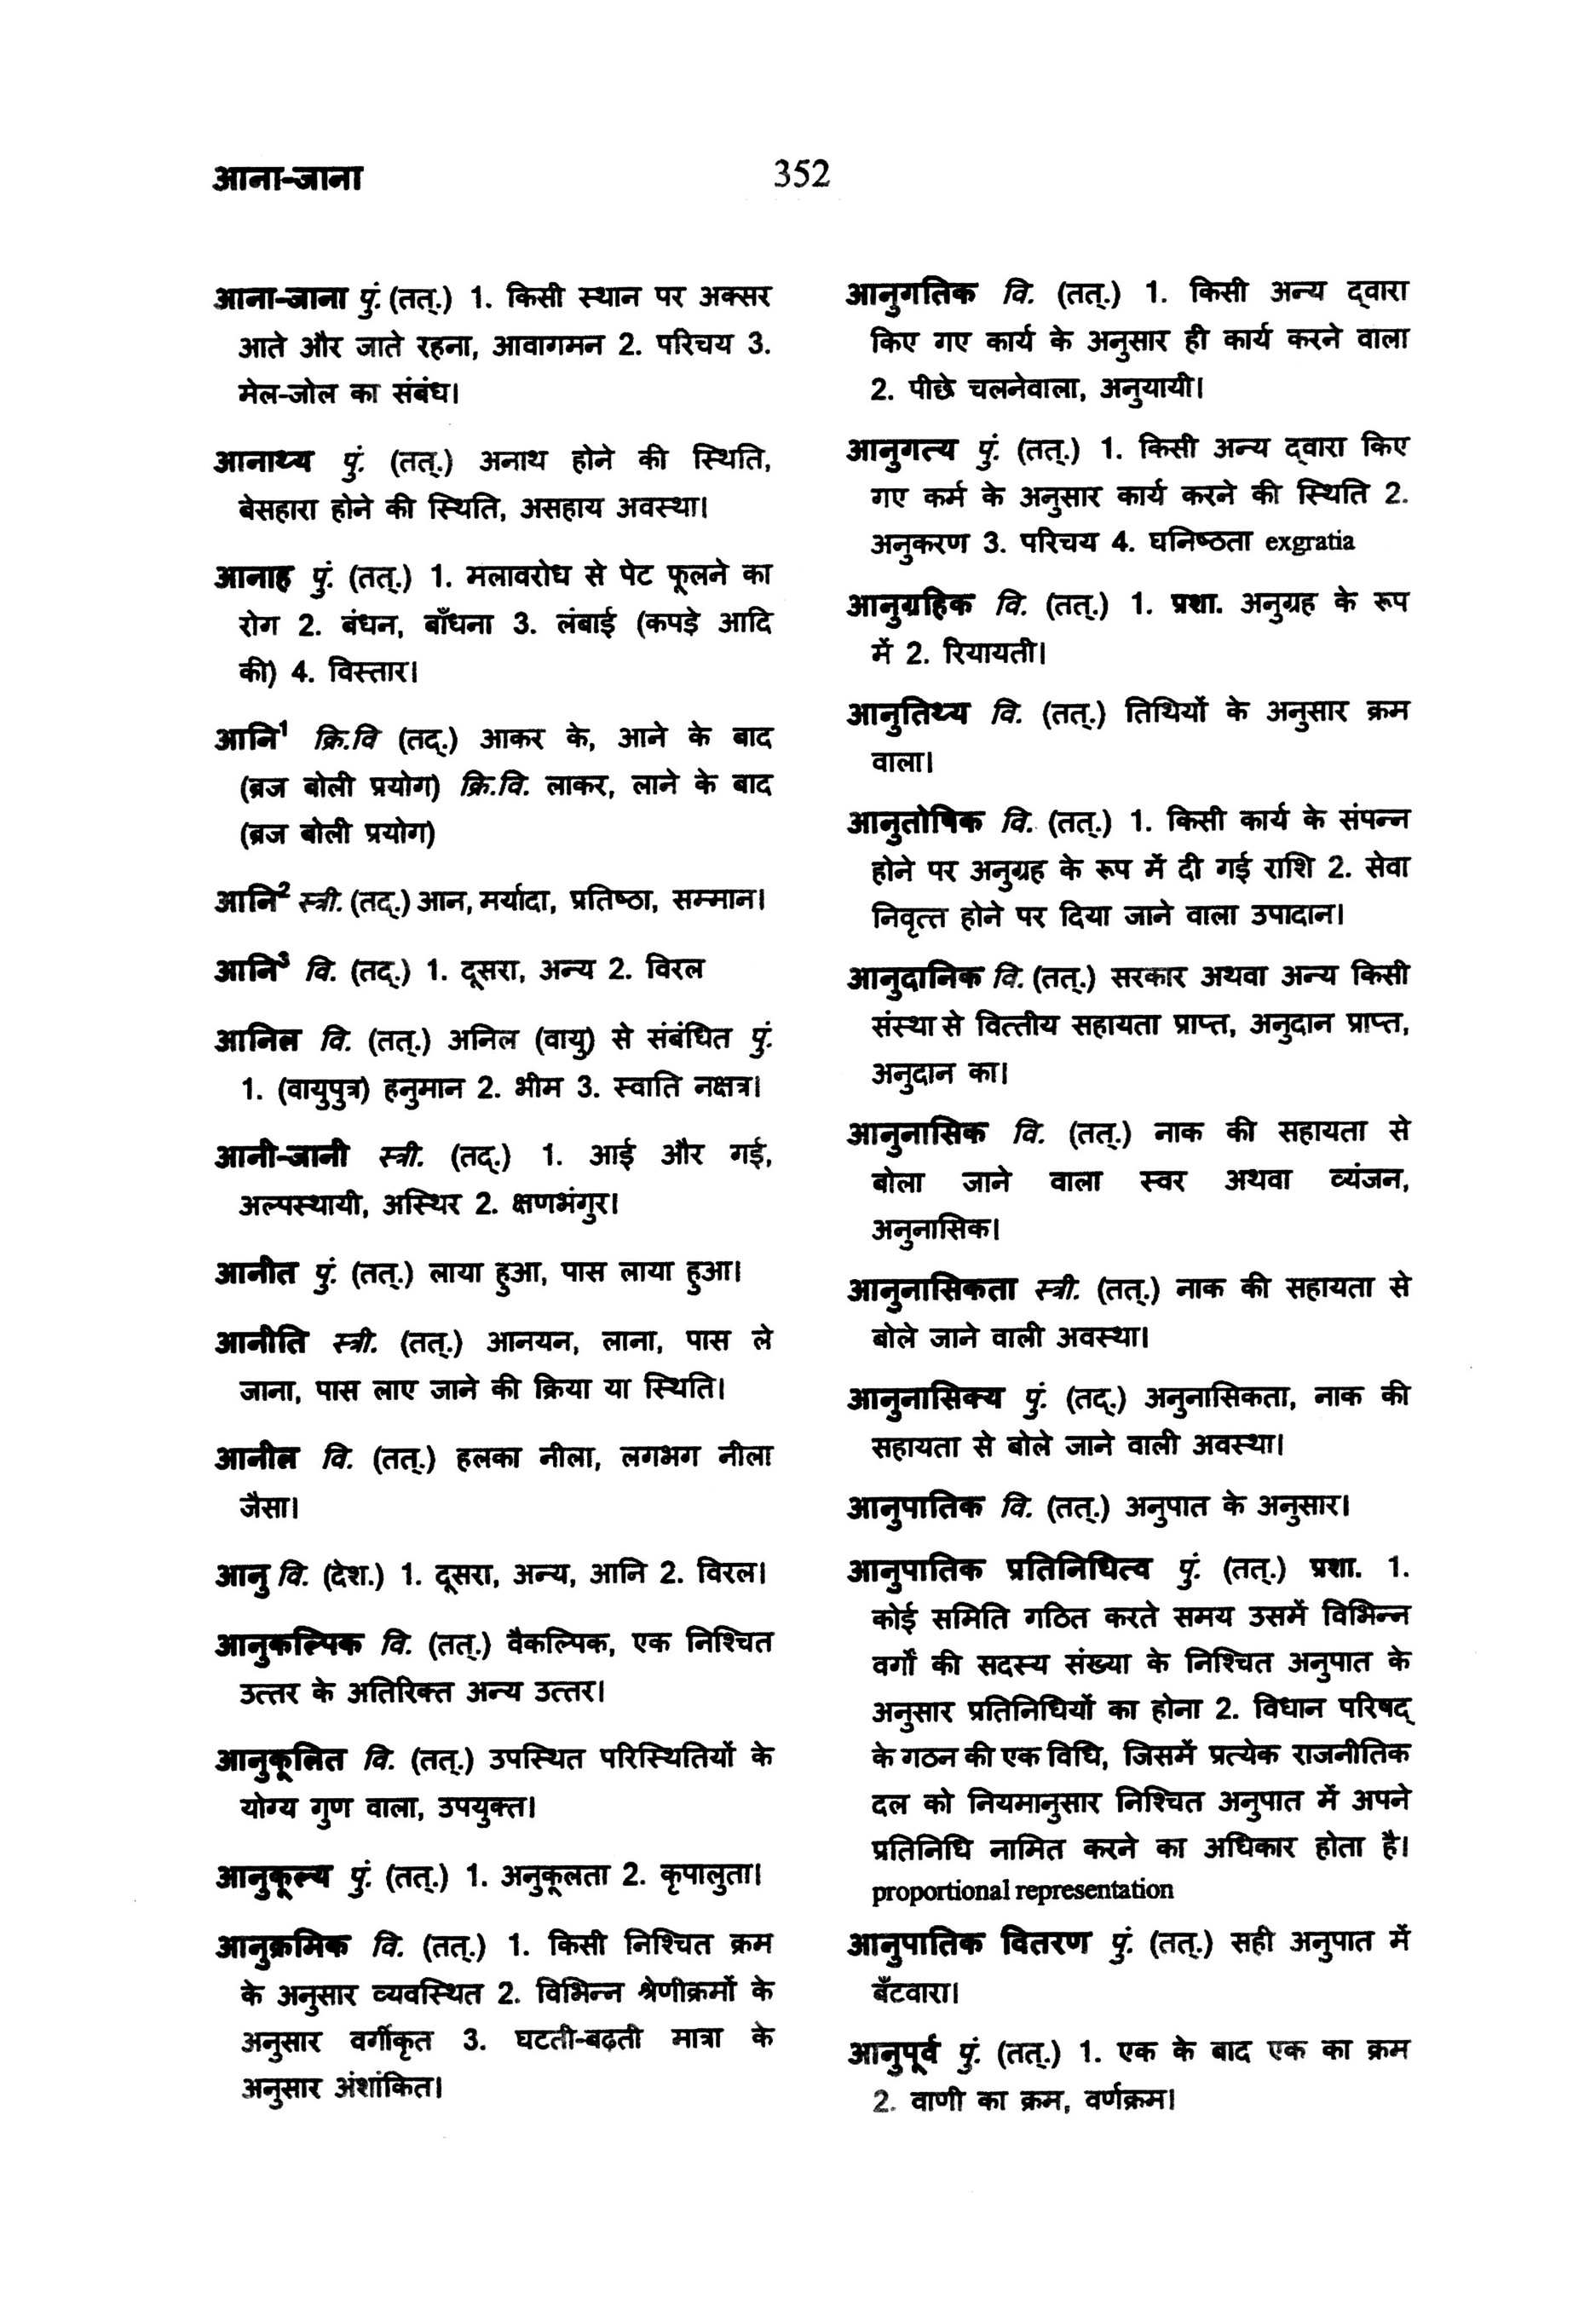 आना-जाना
352
आना-जाना पुं. (तत्.) 1. किसी स्थान पर अक्सर
आते और जाते रहना, आवागमन 2. परिचय 3.
मेल-जोल का संबंध।
आनाथ्य पुं. (तत्.) अनाथ होने की स्थिति,
बेसहारा होने की स्थिति, असहाय अवस्था।
आनाह पुं. (तत्.) 1. मलावरोध से पेट फूलने का
रोग 2. बंधन, बाँधना 3. लंबाई (कपड़े आदि
की) 4. विस्तार।
आनि¹ क्रि.वि (तद्.) आकर के, आने के बाद
(ब्रज बोली प्रयोग) क्रि.वि. लाकर, लाने के बाद
(ब्रज बोली प्रयोग)
आनि² स्त्री. (तद्.) आन, मर्यादा, प्रतिष्ठा, सम्मान।
आनि³ वि. (तद्.) 1. दूसरा, अन्य 2. विरल
आनिल वि. (तत्.) अनिल (वायु) से संबंधित पुं.
1. (वायुपुत्र) हनुमान 2. भीम 3. स्वाति नक्षत्र।
आनी-जानी स्त्री. (तद्.) 1. आई और गई,
अल्पस्थायी, अस्थिर 2. क्षणभंगुर।
आनीत पुं. (तत्.) लाया हुआ, पास लाया हुआ।
आनीति स्त्री. (तत्.) आनयन, लाना, पास ले
जाना, पास लाए जाने की क्रिया या स्थिति।
आनील वि. (तत्.) हलका नीला, लगभग नीला
जैसा।
आनु वि. (देश.) 1. दूसरा, अन्य, आनि 2. विरल।
आनुकल्पिक वि. (तत्.) वैकल्पिक, एक निश्चित
उत्तर के अतिरिक्त अन्य उत्तर।
आनुकूलित वि. (तत्.) उपस्थित परिस्थितियों के
योग्य गुण वाला, उपयुक्त।
आनुकूल्य पुं. (तत्.) 1. अनुकूलता 2. कृपालुता।
आनुक्रमिक वि. (तत्.) 1. किसी निश्चित क्रम
के अनुसार व्यवस्थित 2. विभिन्न श्रेणीक्रमों के
अनुसार वर्गीकृत 3. घटती-बढ़ती मात्रा के
अनुसार अंशांकित।
आनुगतिक वि. (तत्.) 1. किसी अन्य द्वारा
किए गए कार्य के अनुसार ही कार्य करने वाला
2. पीछे चलनेवाला, अनुयायी।
आनुगत्य पुं. (तत्.) 1. किसी अन्य द्वारा किए
गए कर्म के अनुसार कार्य करने की स्थिति 2.
अनुकरण 3. परिचय 4. घनिष्ठता exgratia
आनुग्रहिक वि. (तत्.) 1. प्रशा. अनुग्रह के रूप
में 2. रियायती।
आनुतिथ्य वि. (तत्.) तिथियों के अनुसार क्रम
वाला।
आनुतोषिक वि. (तत्.) 1. किसी कार्य के संपन्न
होने पर अनुग्रह के रूप में दी गई राशि 2. सेवा
निवृत्त होने पर दिया जाने वाला उपादान।
आनुदानिक वि. (तत्.) सरकार अथवा अन्य किसी
संस्था से वित्तीय सहायता प्राप्त, अनुदान प्राप्त,
अनुदान का।
आनुनासिक वि. (तत्.) नाक की सहायता से
बोला जाने वाला स्वर अथवा व्यंजन,
अनुनासिक।
आनुनासिकता स्त्री. (तत्.) नाक की सहायता से
बोले जाने वाली अवस्था।
आनुनासिक्य पुं. (तद्.) अनुनासिकता, नाक की
सहायता से बोले जाने वाली अवस्था।
आनुपातिक वि. (तत्.) अनुपात के अनुसार।
आनुपातिक प्रतिनिधित्व पुं. (तत्.) प्रशा. 1.
कोई समिति गठित करते समय उसमें विभिन्न
वर्गों की सदस्य संख्या के निश्चित अनुपात के
अनुसार प्रतिनिधियों का होना 2. विधान परिषद्
के गठन की एक विधि, जिसमें प्रत्येक राजनीतिक
दल को नियमानुसार निश्चित अनुपात में अपने
प्रतिनिधि नामित करने का अधिकार होता है।
proportional representation
आनुपातिक वितरण पुं. (तत्.) सही अनुपात में
बँटवारा।
आनुपूर्व पुं. (तत्.) 1. एक के बाद एक का क्रम
2. वाणी का क्रम, वर्णक्रम।